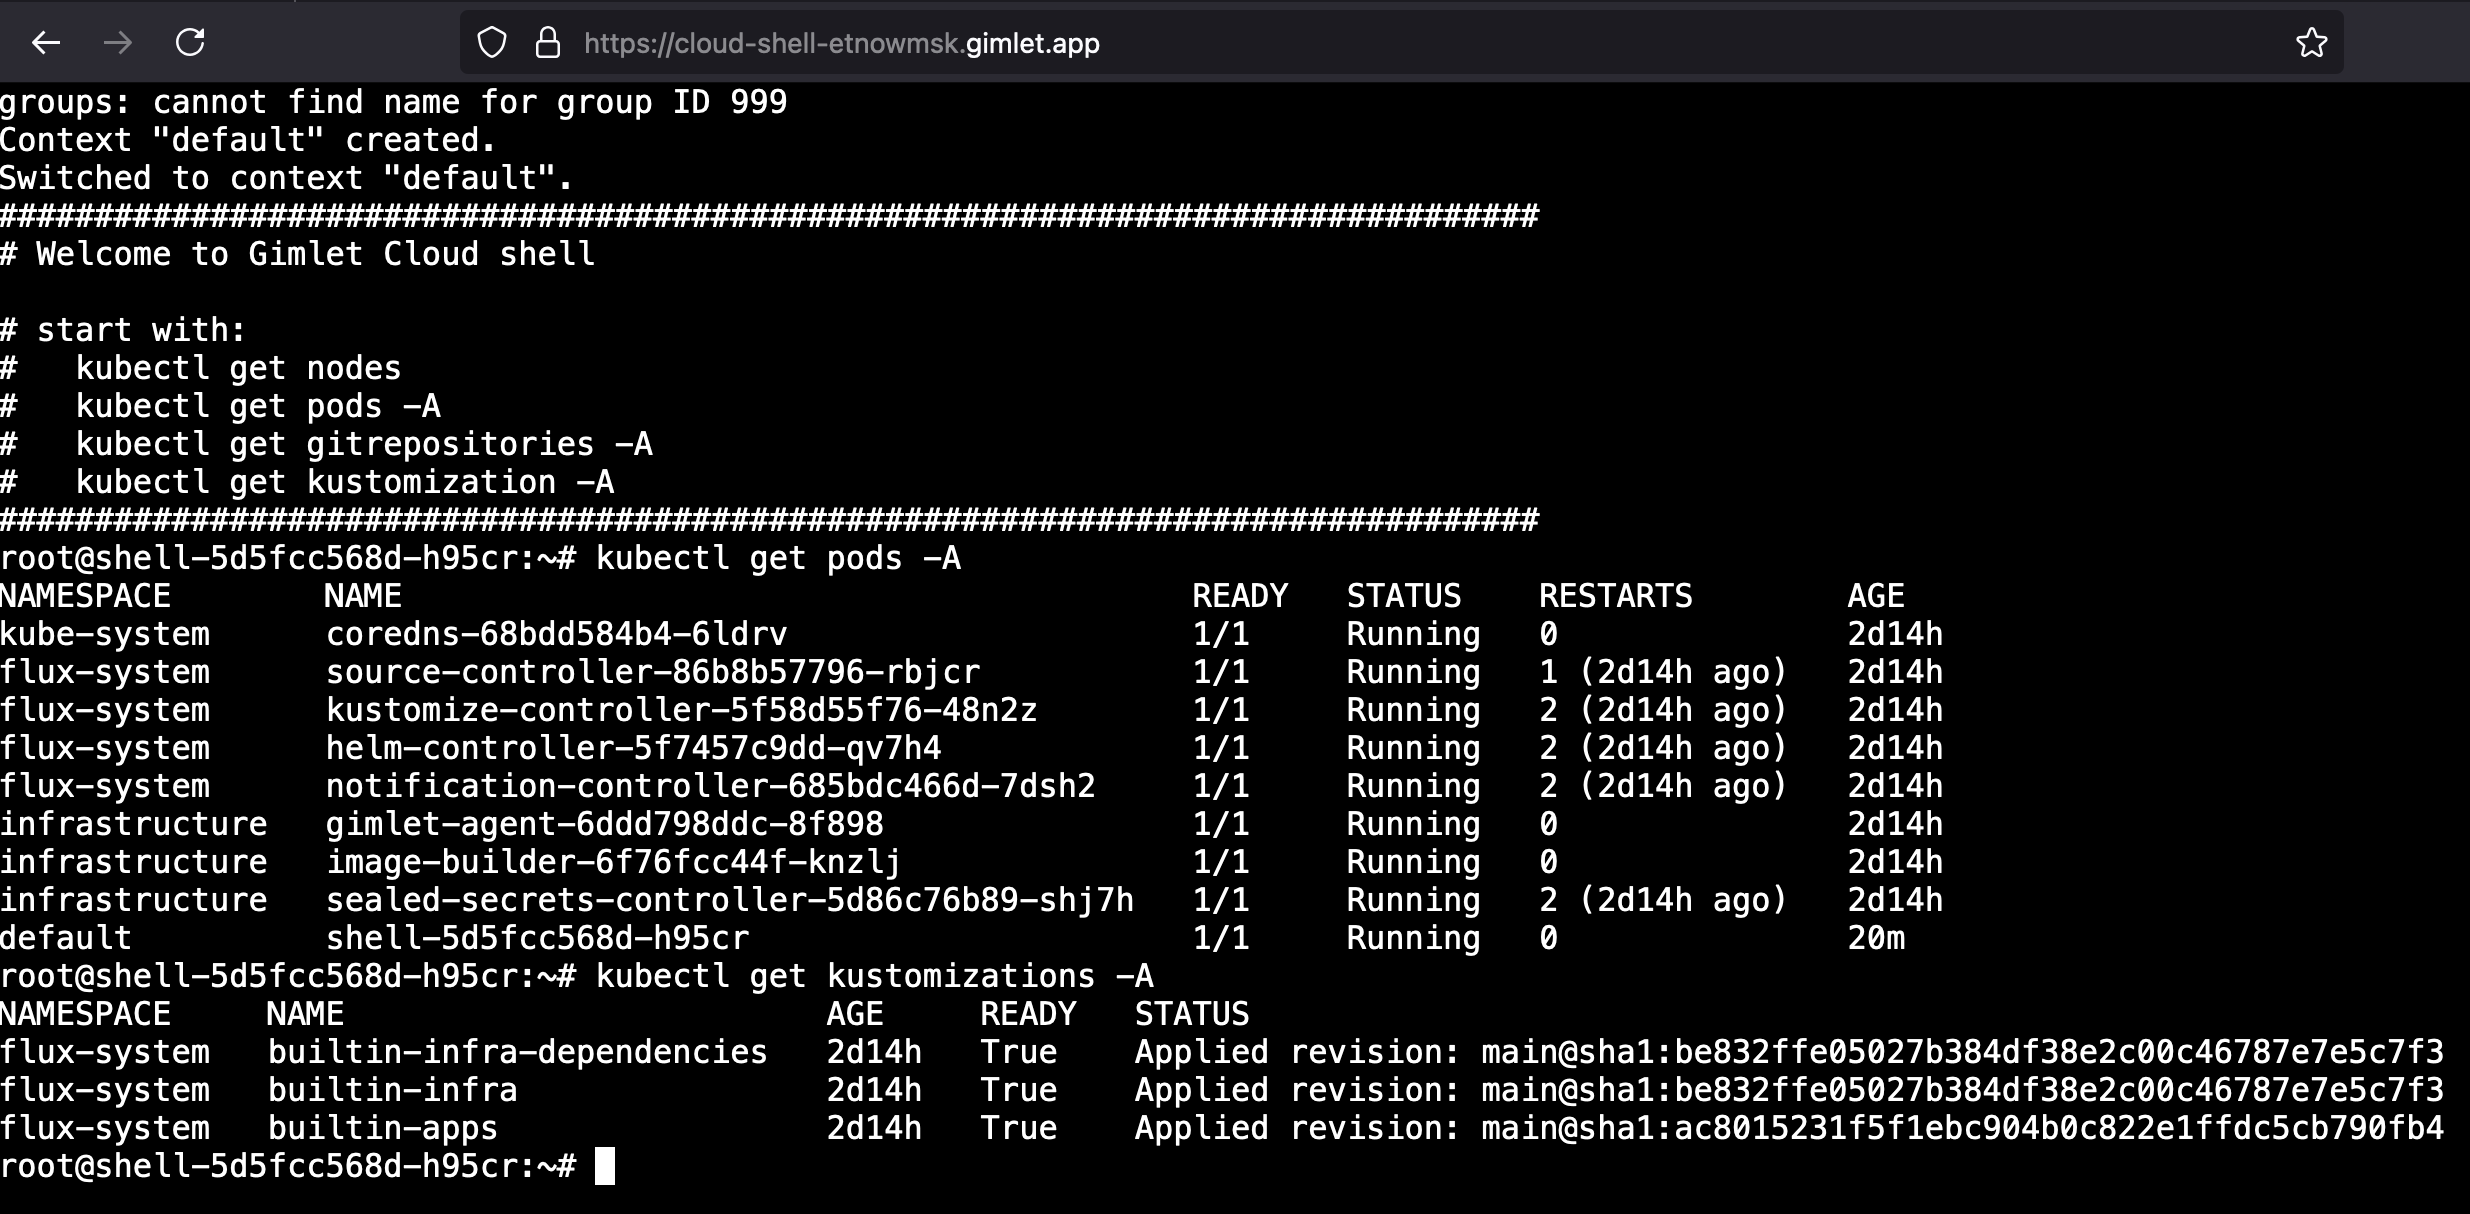 https://cloud-shell-etnowmsk.gimlet.app
groups: cannot find name for group ID 999
Context "default" created.
Switched to context "default".
################################################################################
# Welcome to Gimlet Cloud shell
# start with:
#   kubectl get nodes
#   kubectl get pods -A
#   kubectl get gitrepositories -A
#   kubectl get kustomization -A
################################################################################
root@shell-5d5fcc568d-h95cr:~# kubectl get pods -A
NAMESPACE        NAME                                         READY   STATUS    RESTARTS        AGE
kube-system      coredns-68bdd584b4-6ldrv                     1/1     Running   0               2d14h
flux-system      source-controller-86b8b57796-rbjcr           1/1     Running   1 (2d14h ago)   2d14h
flux-system      kustomize-controller-5f58d55f76-48n2z        1/1     Running   2 (2d14h ago)   2d14h
flux-system      helm-controller-5f7457c9dd-qv7h4             1/1     Running   2 (2d14h ago)   2d14h
flux-system      notification-controller-685bdc466d-7dsh2     1/1     Running   2 (2d14h ago)   2d14h
infrastructure   gimlet-agent-6ddd798ddc-8f898                1/1     Running   0               2d14h
infrastructure   image-builder-6f76fcc44f-knzlj               1/1     Running   0               2d14h
infrastructure   sealed-secrets-controller-5d86c76b89-shj7h   1/1     Running   2 (2d14h ago)   2d14h
default          shell-5d5fcc568d-h95cr                       1/1     Running   0               20m
root@shell-5d5fcc568d-h95cr:~# kubectl get kustomizations -A
NAMESPACE     NAME                         AGE     READY   STATUS
flux-system   builtin-infra-dependencies   2d14h   True    Applied revision: main@sha1:be832ffe05027b384df38e2c00c46787e7e5c7f3
flux-system   builtin-infra                2d14h   True    Applied revision: main@sha1:be832ffe05027b384df38e2c00c46787e7e5c7f3
flux-system   builtin-apps                 2d14h   True    Applied revision: main@sha1:ac8015231f5f1ebc904b0c822e1ffdc5cb790fb4
root@shell-5d5fcc568d-h95cr:~#